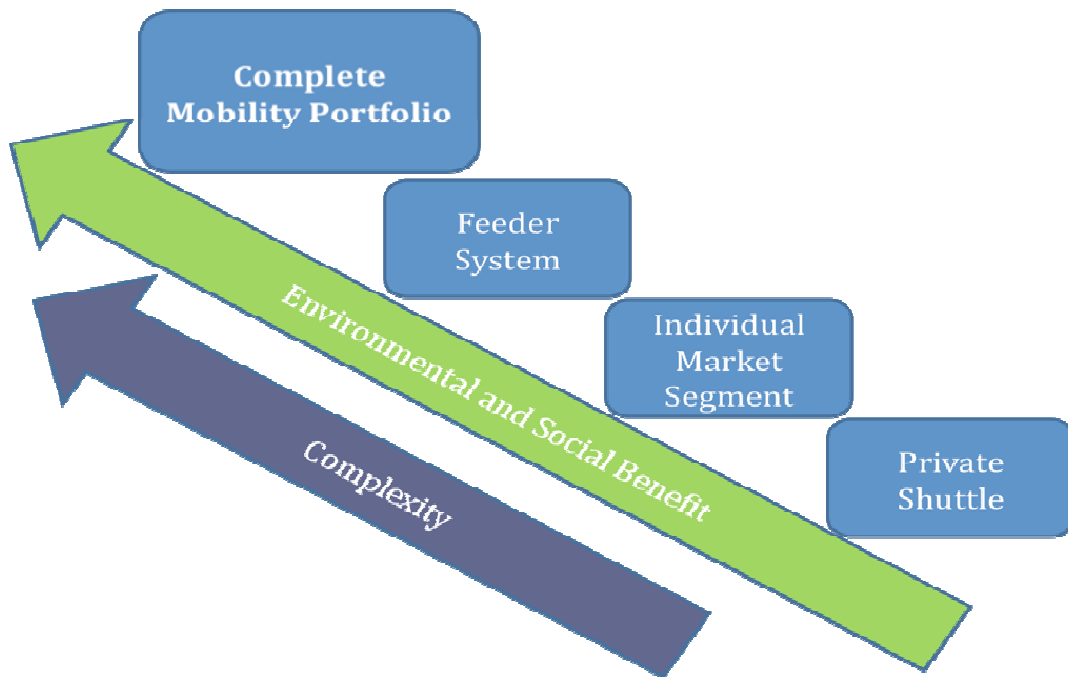 Complete
Mobility Portfolio
Feeder
System
Individual
Market
Segment
Private
Shuttle
Environmental and Social Benefit
Complexity